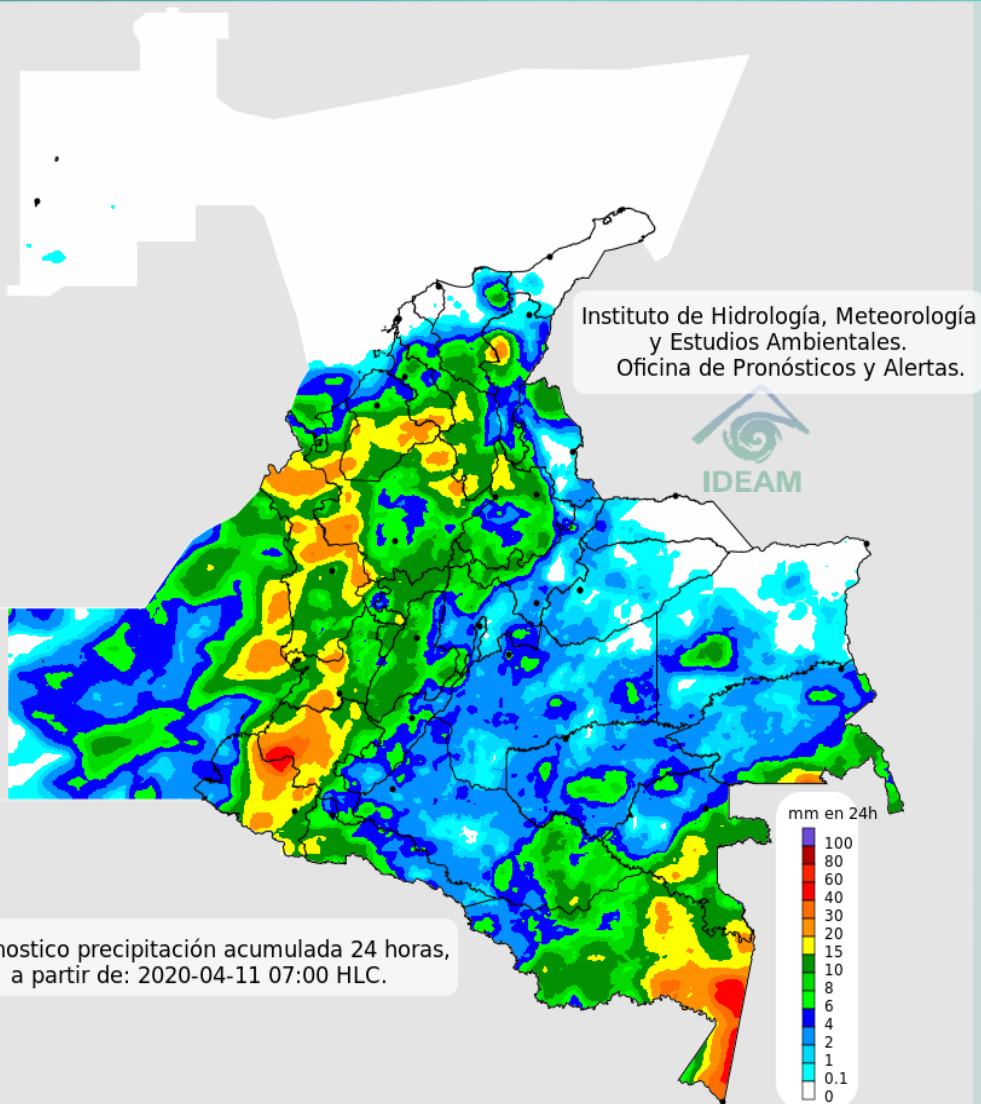 Instituto de Hidrología, Meteorología
y Estudios Ambientales.
Oficina de Pronósticos y Alertas.
IDEAM
mm en 24h
100
80
60
40
30
20
15
10
8
6
4
2
1
0.1
0
nostico precipitación acumulada 24 horas,
a partir de: 2020-04-11 07:00 HLC.